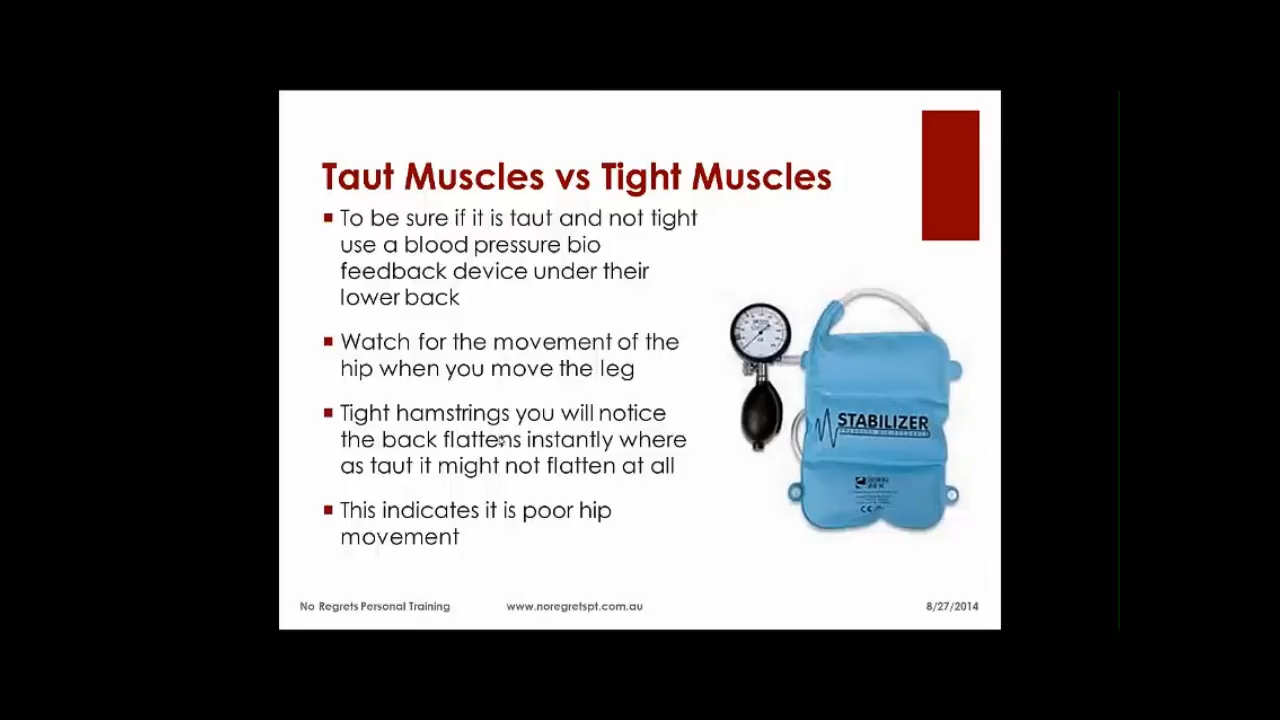 Taut Muscles vs Tight Muscles
▪ To be sure if it is taut and not tight
use a blood pressure bio
feedback device under their
lower back
▪ Watch for the movement of the
hip when you move the leg
▪ Tight hamstrings you will notice
the back flattens instantly where
as taut it might not flatten at all
▪ This indicates it is poor hip
movement
STABILIZER
CE
No Regrets Personal Training
www.noregretspt.com.au
8/27/2014